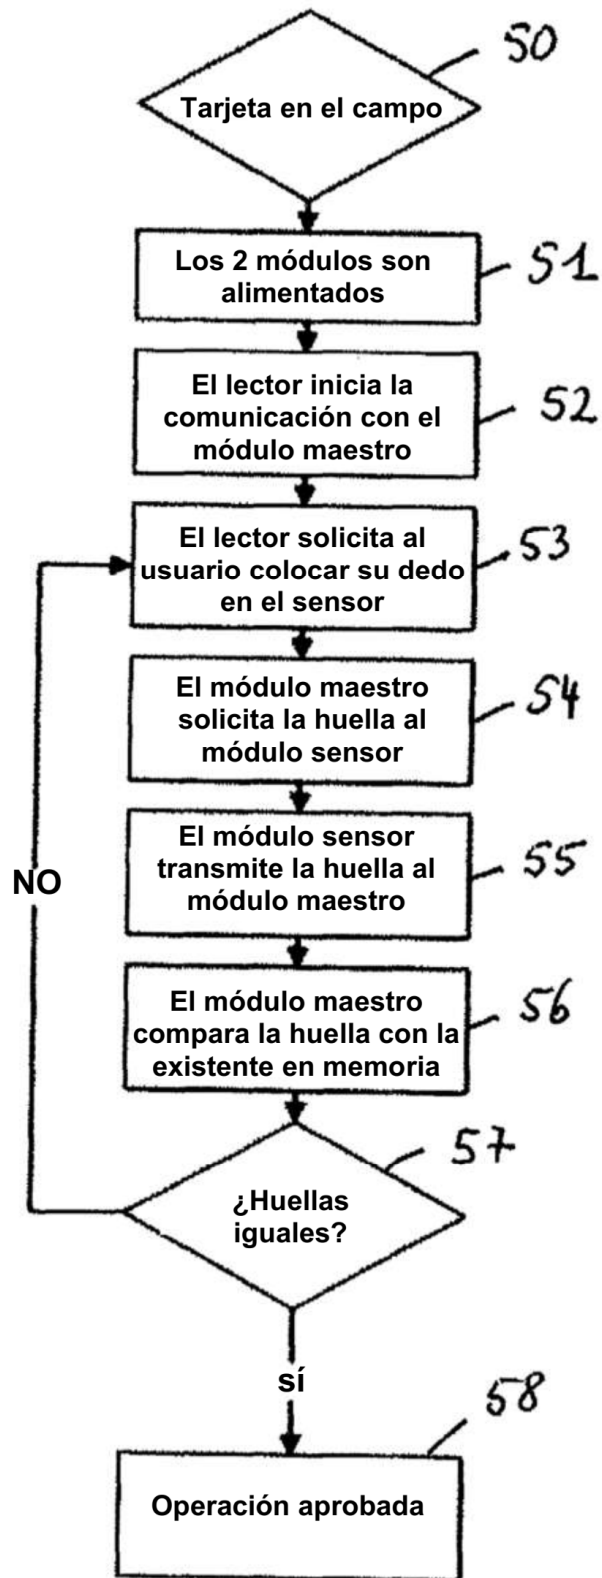 50
Tarjeta en el campo
51
Los 2 módulos son
alimentados
52
El lector inicia la
comunicación con el
módulo maestro
53
El lector solicita al
usuario colocar su dedo
en el sensor
54
El módulo maestro
solicita la huella al
módulo sensor
55
El módulo sensor
transmite la huella al
módulo maestro
NO
56
El módulo maestro
compara la huella con la
existente en memoria
57
¿Huellas
iguales?
sí
58
Operación aprobada